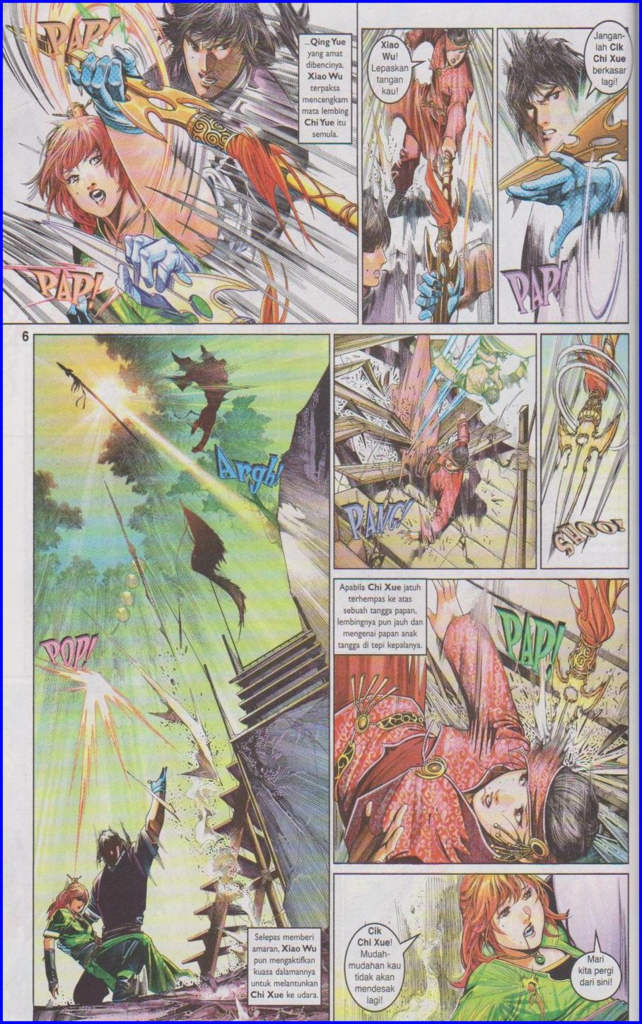 PAP!
...Qing Yue
yang amat
dibencinya,
Xiao Wu
terpaksa
mencengkam
mata lembing
Chi Yue itu
semula.
PAP!
Xiao
Wu!
Lepaskan
tangan
kau!
Jangan-
lah Cik
Chi Xue
berkasar
lagi!
PAP!
6
Argh!
POP!
Selepas memberi
amaran, Xiao Wu
pun mengaktifkan
kuasa dalamannya
untuk melantunkan
Chi Xue ke udara.
PANG!
SHOO!
Apabila Chi Xue jatuh
terhempas ke atas
sebuah tangga papan,
lembingnya pun jauh dan
mengenai papan anak
tangga di tepi kepalanya.
PAP!
Cik
Chi Xue!
Mudah-
mudahan kau
tidak akan
mendesak
lagi!
Mari
kita pergi
dari sini!